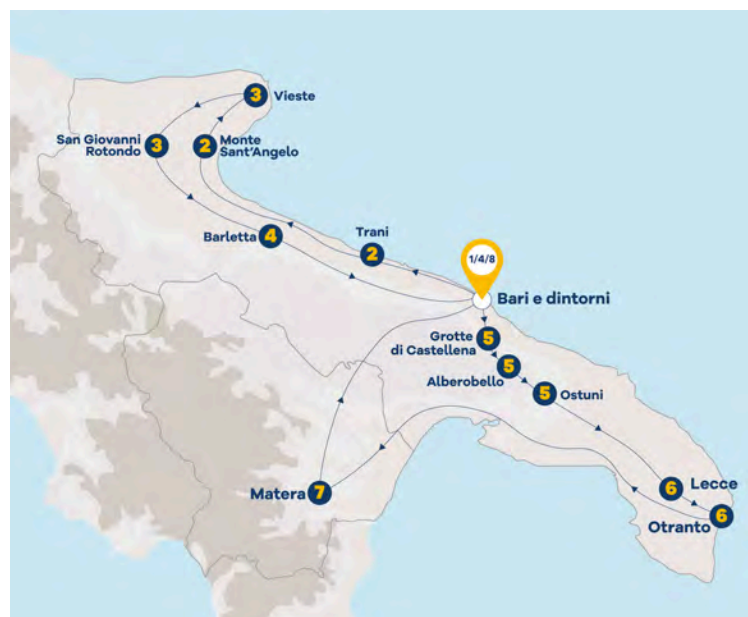 3
Vieste
San Giovanni
Rotondo
3
2
Monte
Sant'Angelo
Barletta
4
Trani
2
1/4/8
Bari e dintorni
Grotte
di Castellena
5
Alberobello
5
5
Ostuni
Matera
7
6
Lecce
Otranto
6